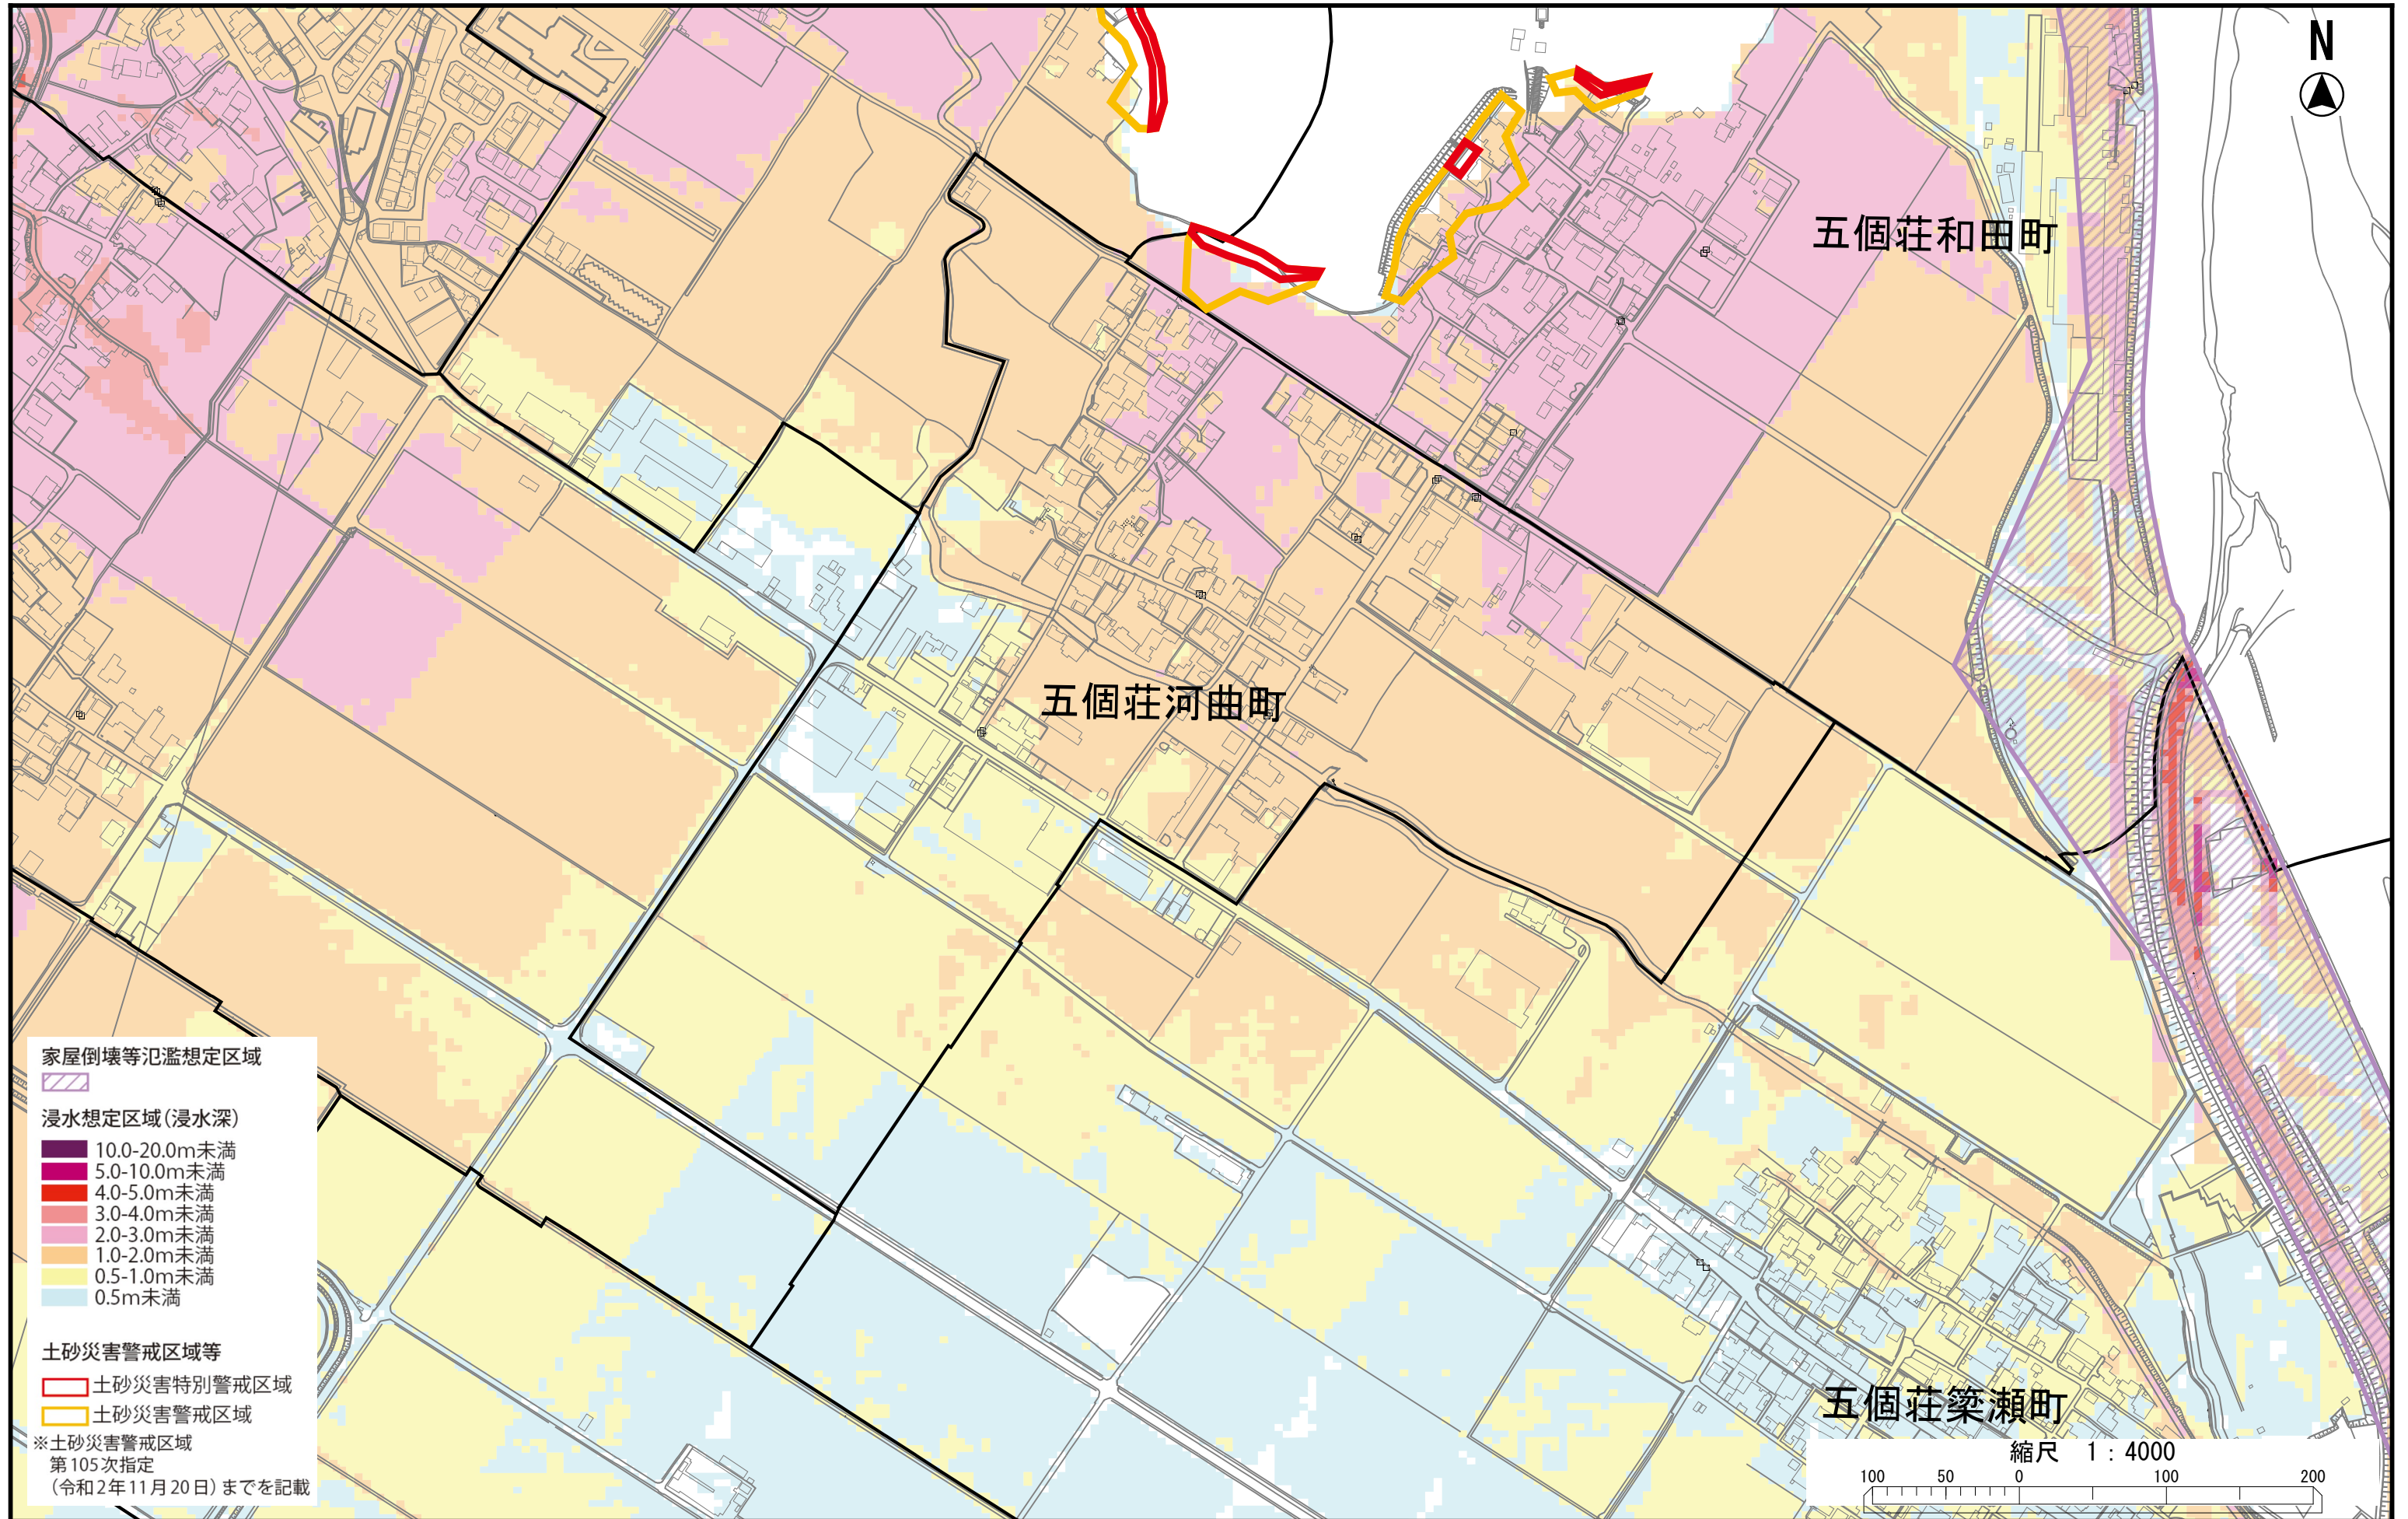 N
五個荘和田町
五個荘河曲町
家屋倒壊等氾濫想定区域
浸水想定区域(浸水深)
10.0-20.0m未満
5.0-10.0m未満
4.0-5.0m未満
3.0-4.0m未満
2.0-3.0m未満
1.0-2.0m未満
0.5-1.0m未満
0.5m未満
土砂災害警戒区域等
土砂災害特別警戒区域
土砂災害警戒区域
※土砂災害警戒区域
第105次指定
(令和2年11月20日)までを記載
五個荘簗瀬町
縮尺 1:4000
100 50 0 100 200